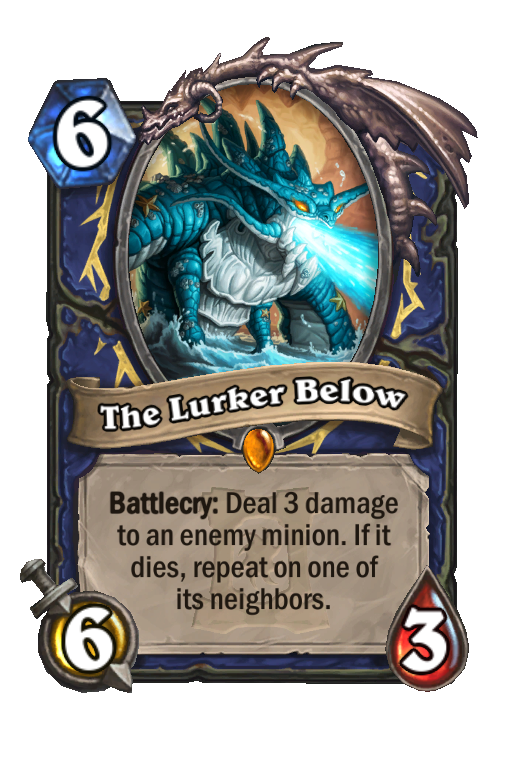 6
The Lurker Below
Battlecry: Deal 3 damage
to an enemy minion. If it
dies, repeat on one of
its neighbors.
6
3